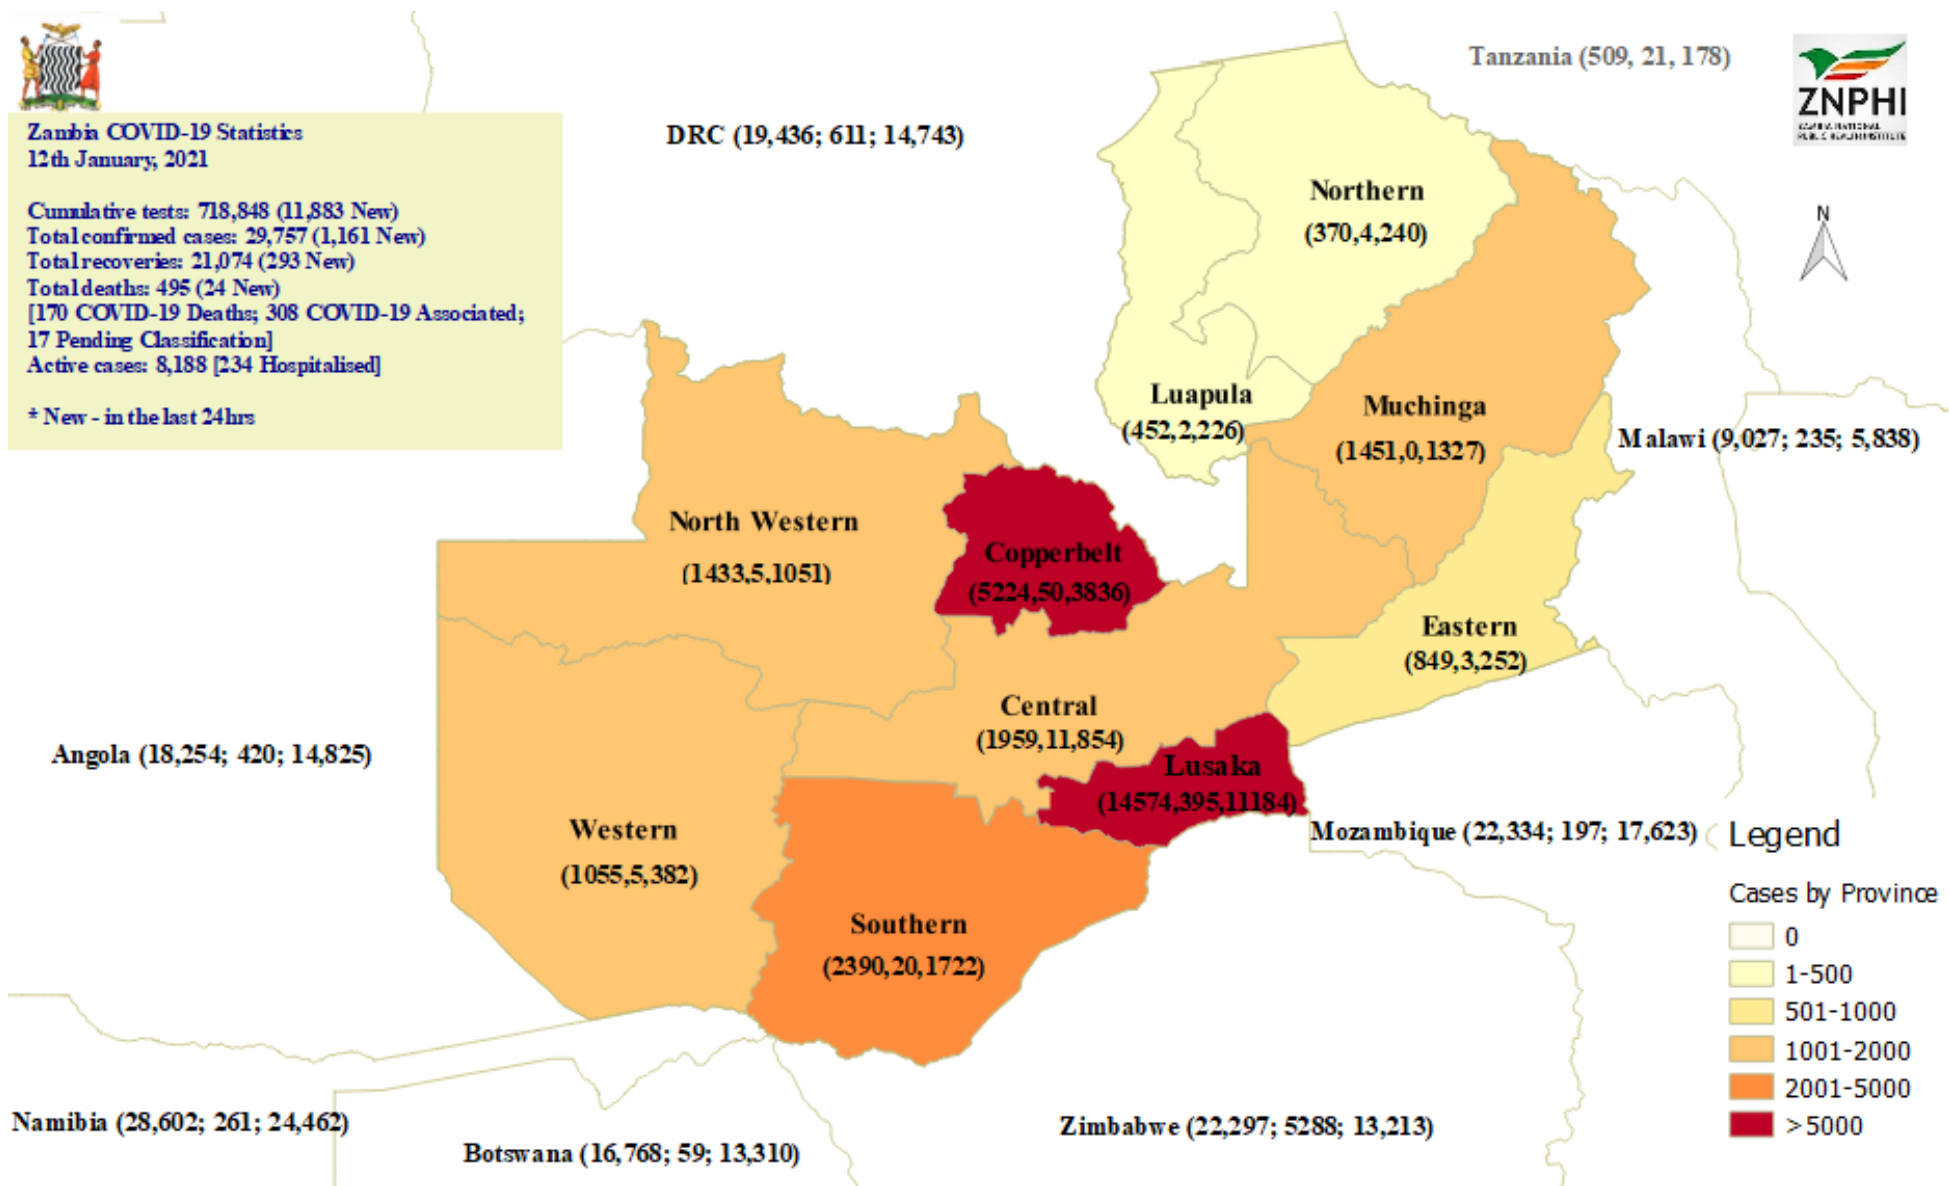 Zambia COVID-19 Statistics
12th January, 2021
Cumulative tests: 718,848 (11,883 New)
Total confirmed cases: 29,757 (1,161 New)
Total recoveries: 21,074 (293 New)
Total deaths: 495 (24 New)
[170 COVID-19 Deaths; 308 COVID-19 Associated;
17 Pending Classification]
Active cases: 8,188 [234 Hospitalised]
* New - in the last 24hrs
Tanzania (509, 21, 178)
ZNPHI
ZAMBIA NATIONAL
PUBLIC HEALTH INSTITUTE
DRC (19,436; 611; 14,743)
Northern
(370,4,240)
N
Luapula
(452,2,226)
Muchinga
(1451,0,1327)
Malawi (9,027; 235; 5,838)
North Western
(1433,5,1051)
Copperbelt
(5224,50,3836)
Eastern
(849,3,252)
Central
(1959,11,854)
Angola (18,254; 420; 14,825)
Lusaka
(14574,395,11184)
Mozambique (22,334; 197; 17,623)
Western
(1055,5,382)
Southern
(2390,20,1722)
Legend
Cases by Province
0
1-500
501-1000
1001-2000
2001-5000
>5000
Namibia (28,602; 261; 24,462)
Botswana (16,768; 59; 13,310)
Zimbabwe (22,297; 5288; 13,213)